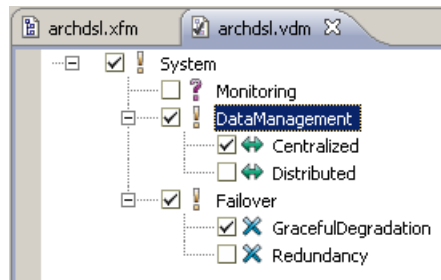 archdsl.xfm archdsl.vdm
System
Monitoring
DataManagement
Centralized
Distributed
Failover
GracefulDegradation
Redundancy